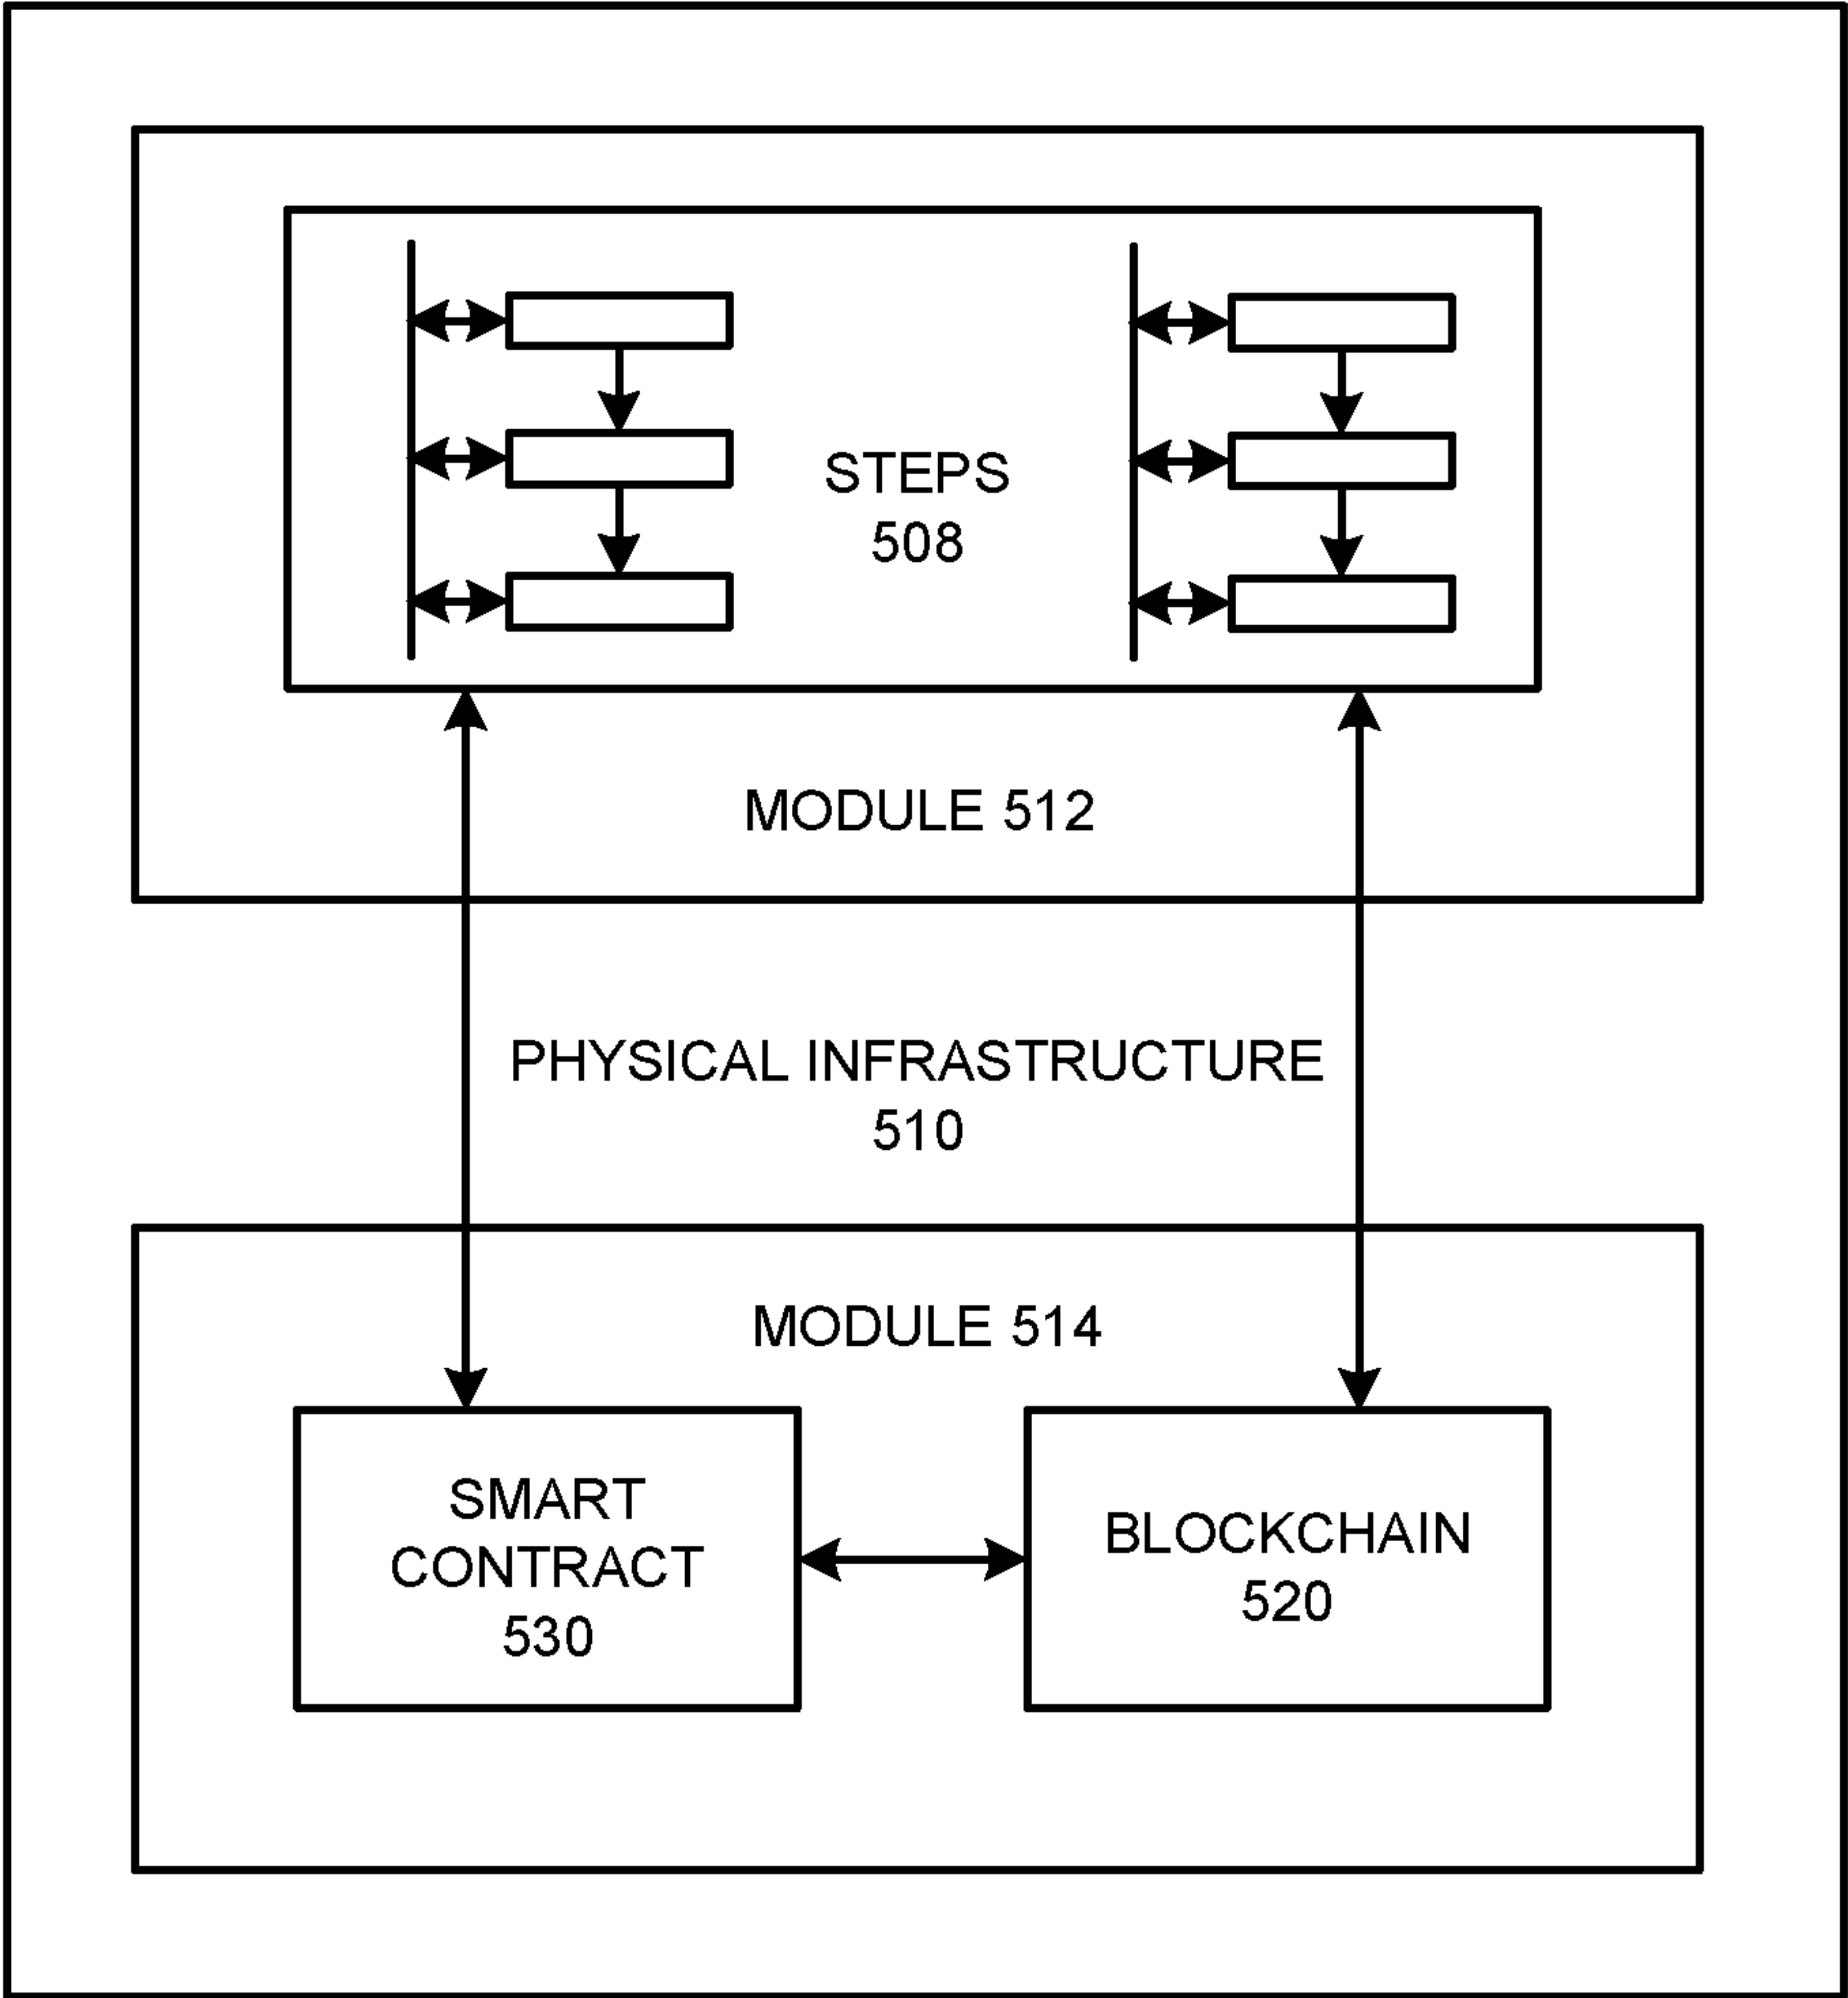 STEPS
508
MODULE 512
PHYSICAL INFRASTRUCTURE
510
MODULE 514
SMART
CONTRACT
530
BLOCKCHAIN
520